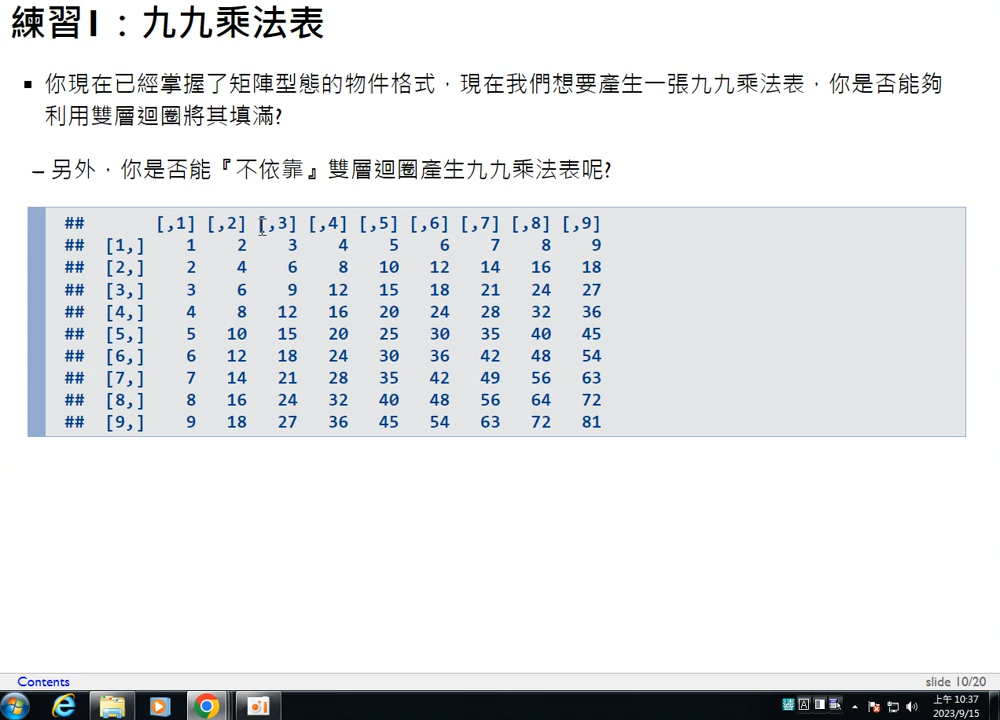 練習1：九九乘法表
▪ 你現在已經掌握了矩陣型態的物件格式，現在我們想要產生一張九九乘法表，你是否能夠
利用雙層迴圈將其填滿?
– 另外，你是否能『不依靠』雙層迴圈產生九九乘法表呢?
## [,1] [,2] [,3] [,4] [,5] [,6] [,7] [,8] [,9]
## [1,] 1 2 3 4 5 6 7 8 9
## [2,] 2 4 6 8 10 12 14 16 18
## [3,] 3 6 9 12 15 18 21 24 27
## [4,] 4 8 12 16 20 24 28 32 36
## [5,] 5 10 15 20 25 30 35 40 45
## [6,] 6 12 18 24 30 36 42 48 54
## [7,] 7 14 21 28 35 42 49 56 63
## [8,] 8 16 24 32 40 48 56 64 72
## [9,] 9 18 27 36 45 54 63 72 81
Contents
slide 10/20
上午 10:37
2023/9/15